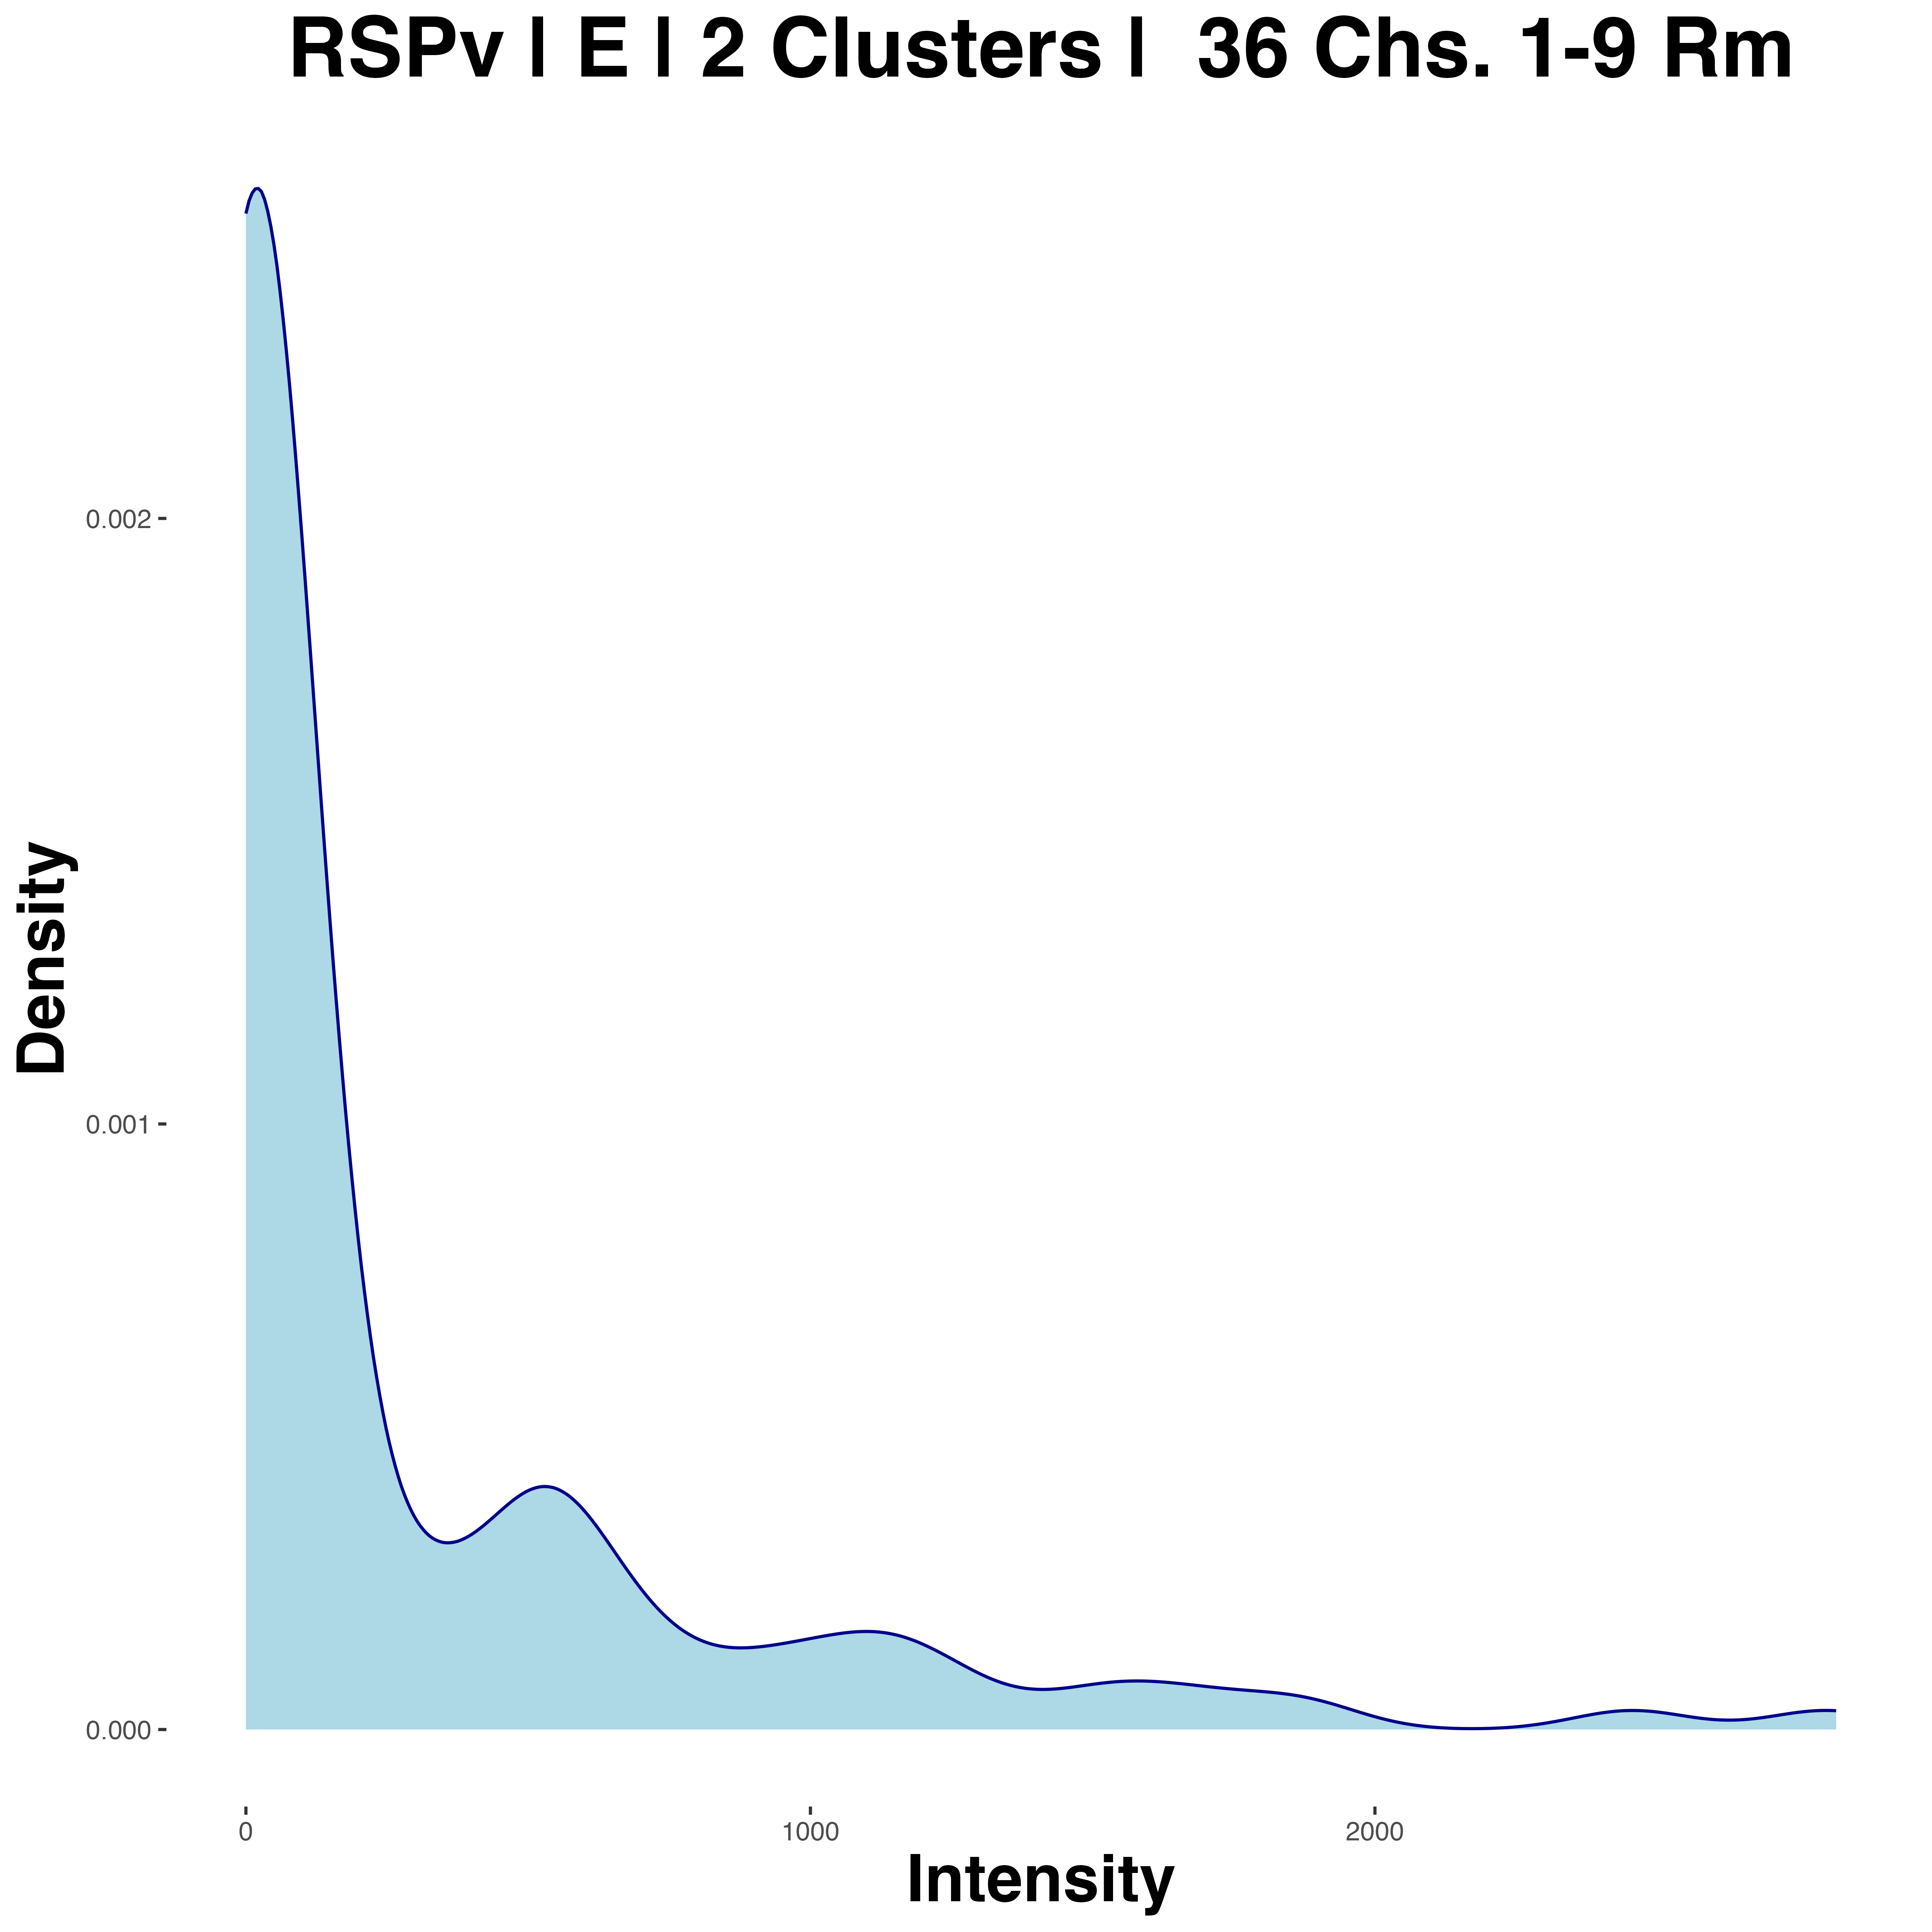 RSPv | E | 2 Clusters |  36 Chs. 1-9 Rm
Density
0.002
0.001
0.000
0
1000
2000
Intensity